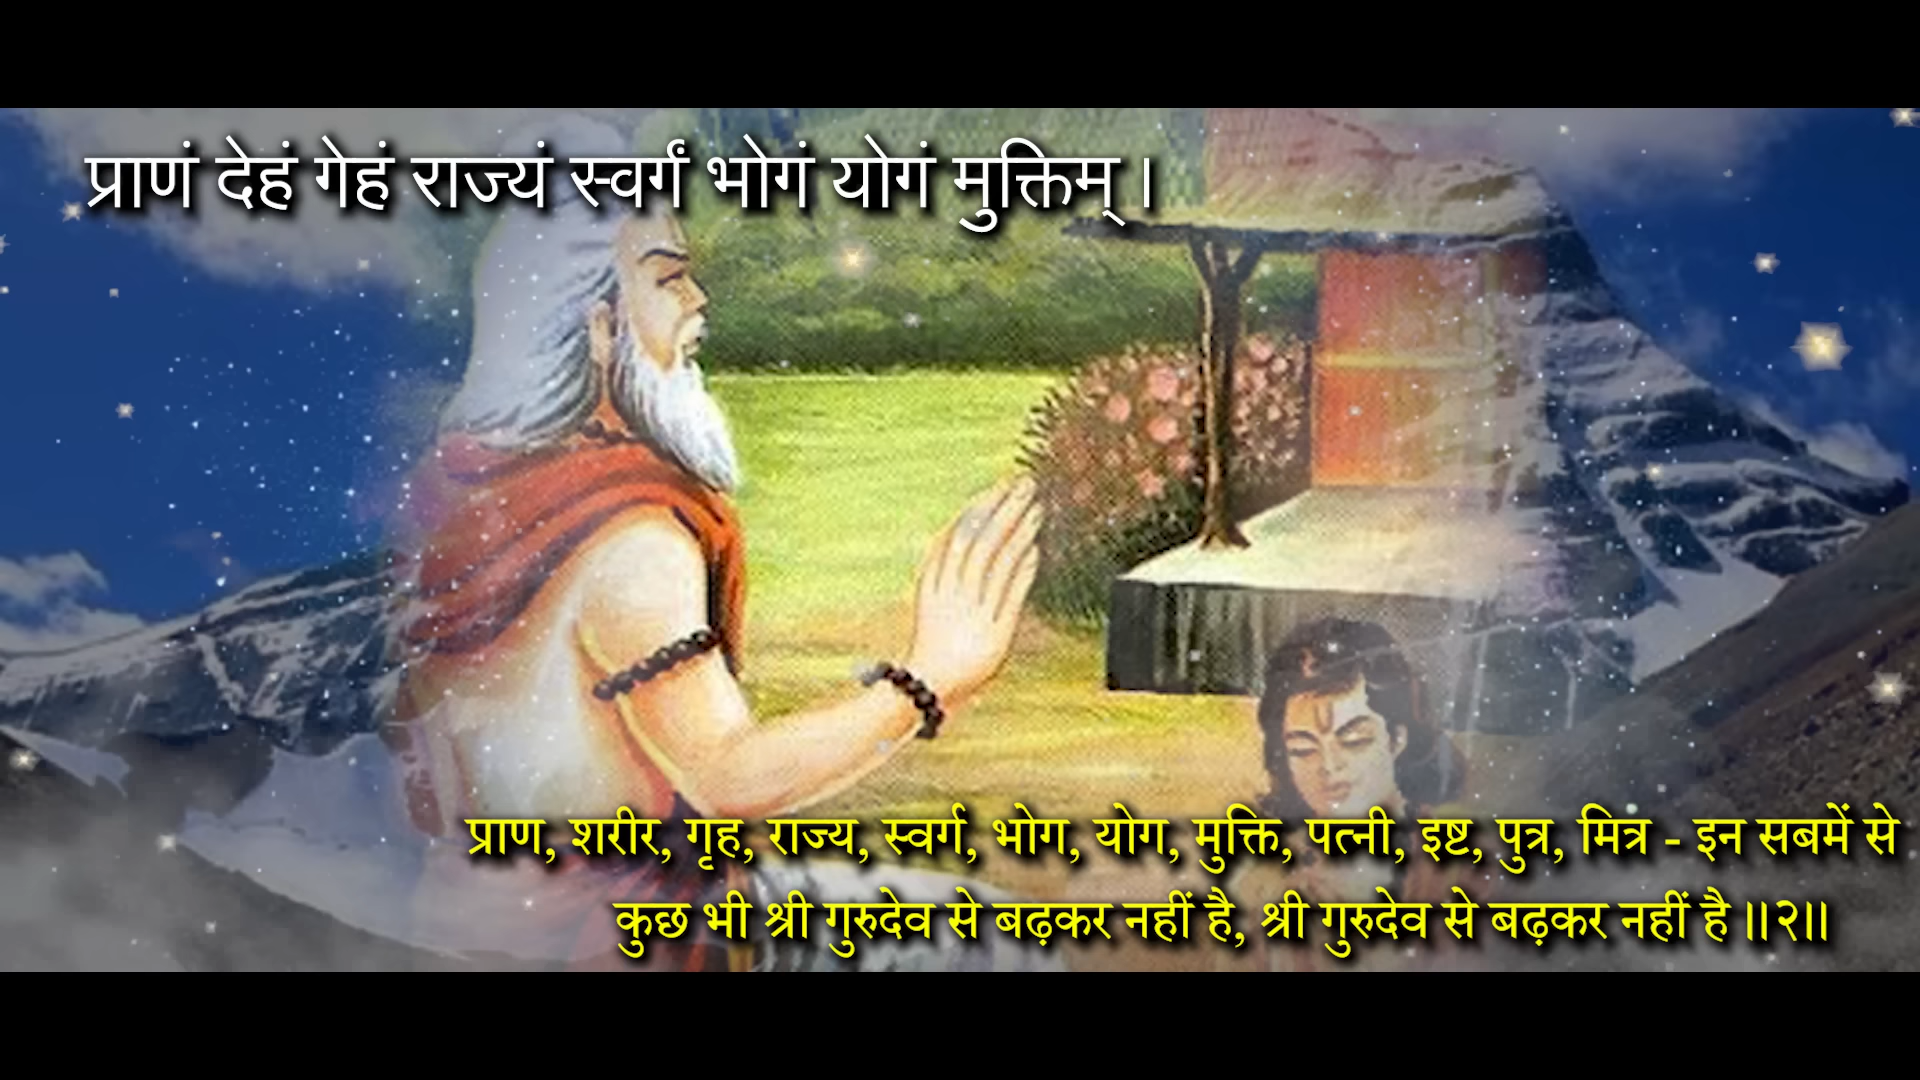 प्राणं देहं गेहं राज्यं स्वर्गं भोगं योगं मुक्तिम् ।
प्राण, शरीर, गृह, राज्य, स्वर्ग, भोग, योग, मुक्ति, पत्नी, इष्ट, पुत्र, मित्र - इन सबमें से
कुछ भी श्री गुरुदेव से बढ़कर नहीं है, श्री गुरुदेव से बढ़कर नहीं है ॥२॥